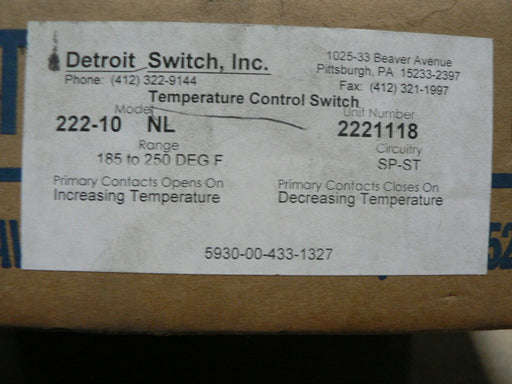 Detroit Switch, Inc.
Phone: (412) 322-9144
1025-33 Beaver Avenue
Pittsburgh, PA 15233-2397
Fax: (412) 321-1997
Temperature Control Switch
Model
222-10 NL
Unit Number
2221118
Range
185 to 250 DEG F
Circuitry
SP-ST
Primary Contacts Opens On
Increasing Temperature
Primary Contacts Closes On
Decreasing Temperature
5930-00-433-1327